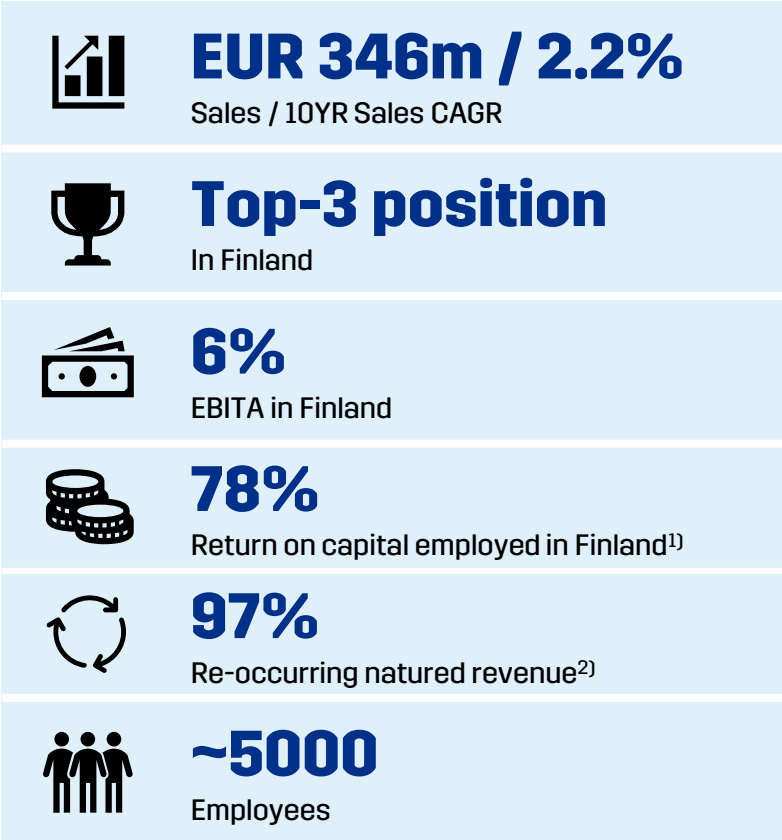 EUR 346m / 2.2%
Sales / 10YR Sales CAGR
Top-3 position
In Finland
6%
EBITA in Finland
78%
Return on capital employed in Finland1)
97%
Re-occurring natured revenue2)
~5000
Employees